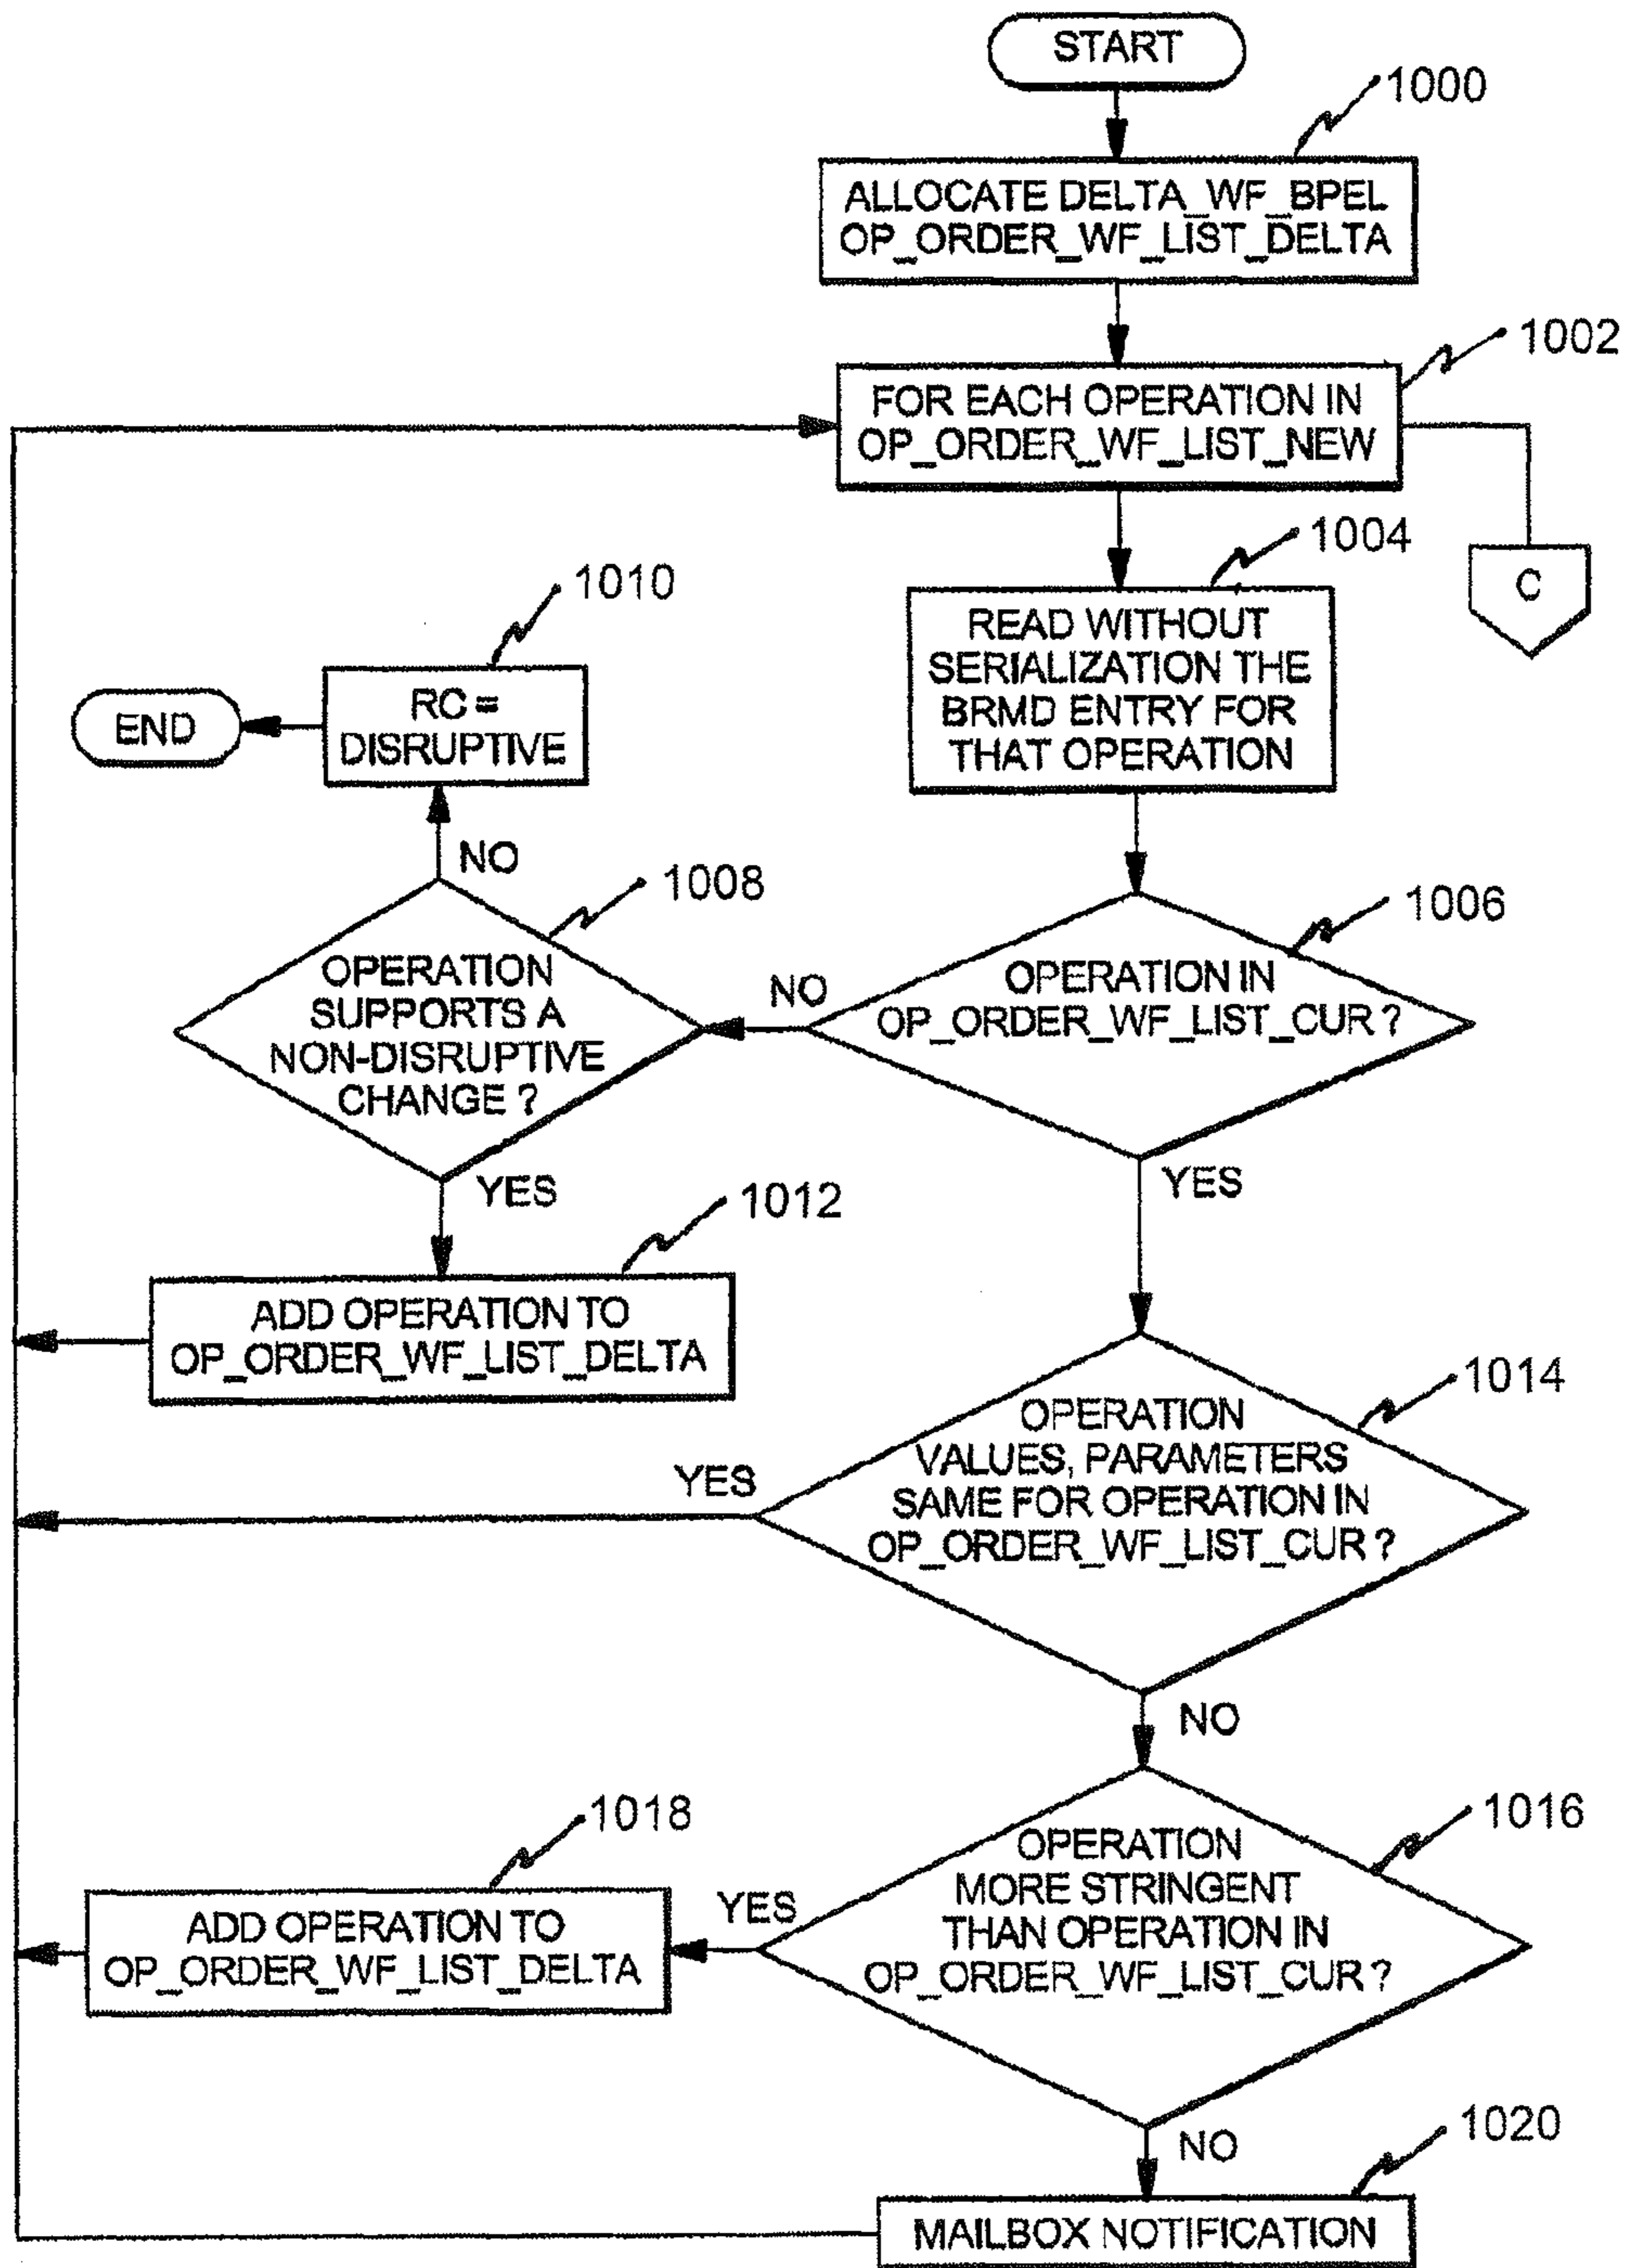 START
1000
ALLOCATE DELTA_WF_BPEL
OP_ORDER_WF_LIST_DELTA
1002
FOR EACH OPERATION IN
OP_ORDER_WF_LIST_NEW
C
1004
READ WITHOUT
SERIALIZATION THE
BRMD ENTRY FOR
THAT OPERATION
1010
RC =
DISRUPTIVE
END
NO
1008
OPERATION
SUPPORTS A
NON-DISRUPTIVE
CHANGE ?
NO
1006
OPERATION IN
OP_ORDER_WF_LIST_CUR ?
YES
YES
1012
ADD OPERATION TO
OP_ORDER_WF_LIST_DELTA
1014
OPERATION
VALUES, PARAMETERS
SAME FOR OPERATION IN
OP_ORDER_WF_LIST_CUR ?
YES
NO
1016
OPERATION
MORE STRINGENT
THAN OPERATION IN
OP_ORDER_WF_LIST_CUR ?
YES
1018
ADD OPERATION TO
OP_ORDER_WF_LIST_DELTA
NO
1020
MAILBOX NOTIFICATION